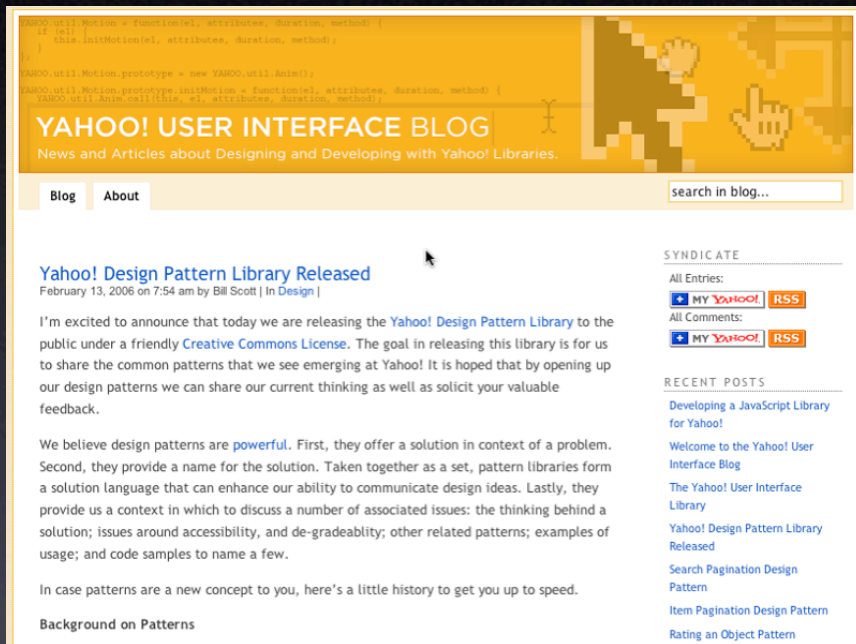 YAHOO.util.Motion = function(el, attributes, duration, method) {
if (el) {
this.initMotion(el, attributes, duration, method);
}
};
YAHOO.util.Motion.prototype = new YAHOO.util.Anim();
YAHOO.util.Motion.prototype.initMotion = function(el, attributes, duration, method) {
YAHOO.util.Anim.call(this, el, attributes, duration, method);
YAHOO! USER INTERFACE BLOG
News and Articles about Designing and Developing with Yahoo! Libraries.
Blog About
search in blog...
Yahoo! Design Pattern Library Released
February 13, 2006 on 7:54 am by Bill Scott | In Design |
I'm excited to announce that today we are releasing the Yahoo! Design Pattern Library to the
public under a friendly Creative Commons License. The goal in releasing this library is for us
to share the common patterns that we see emerging at Yahoo! It is hoped that by opening up
our design patterns we can share our current thinking as well as solicit your valuable
feedback.
We believe design patterns are powerful. First, they offer a solution in context of a problem.
Second, they provide a name for the solution. Taken together as a set, pattern libraries form
a solution language that can enhance our ability to communicate design ideas. Lastly, they
provide us a context in which to discuss a number of associated issues: the thinking behind a
solution; issues around accessibility, and de-gradeablity; other related patterns; examples of
usage; and code samples to name a few.
In case patterns are a new concept to you, here's a little history to get you up to speed.
Background on Patterns
SYNDICATE
All Entries:
+ MY YAHOO! RSS
All Comments:
+ MY YAHOO! RSS
RECENT POSTS
Developing a JavaScript Library
for Yahoo!
Welcome to the Yahoo! User
Interface Blog
The Yahoo! User Interface
Library
Yahoo! Design Pattern Library
Released
Search Pagination Design
Pattern
Item Pagination Design Pattern
Rating an Object Pattern